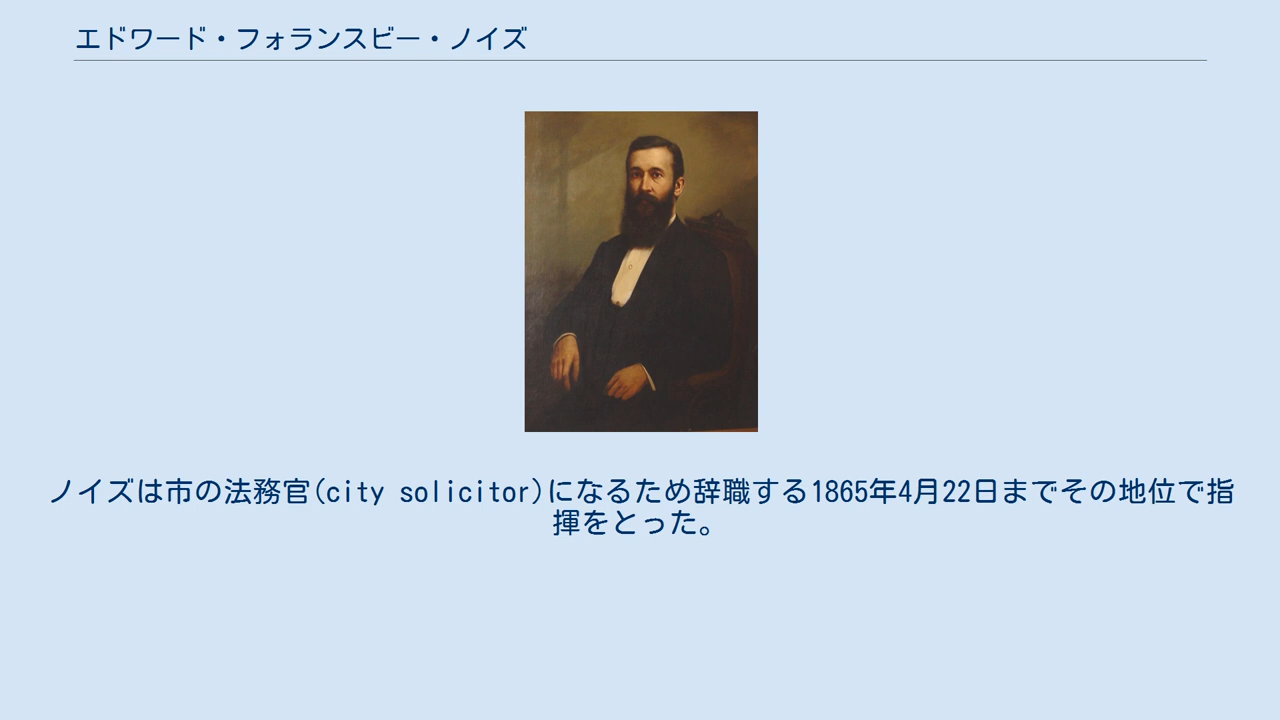 エドワード・フォランスビー・ノイズ
ノイズは市の法務官(city solicitor)になるため辞職する1865年4月22日までその地位で指
揮をとった。